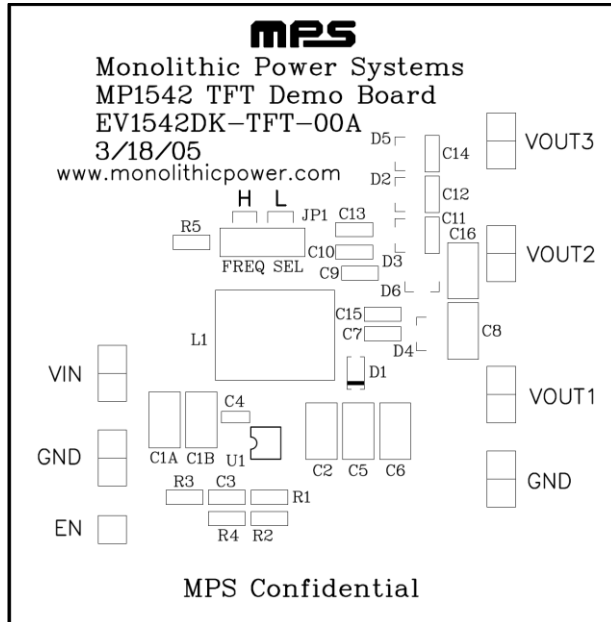 mps
Monolithic Power Systems
MP1542 TFT Demo Board
EV1542DK-TFT-00A
3/18/05
www.monolithicpower.com
D5
C14
VOUT3
D2
C12
H L
JP1
C13
C11
C16
R5
C10
D3
VOUT2
FREQ SEL
C9
D6
C15
L1
C7
D4
C8
VIN
D1
C4
VOUT1
GND
C1A C1B
U1
C2 C5 C6
GND
R3 C3
R1
EN
R4 R2
MPS Confidential